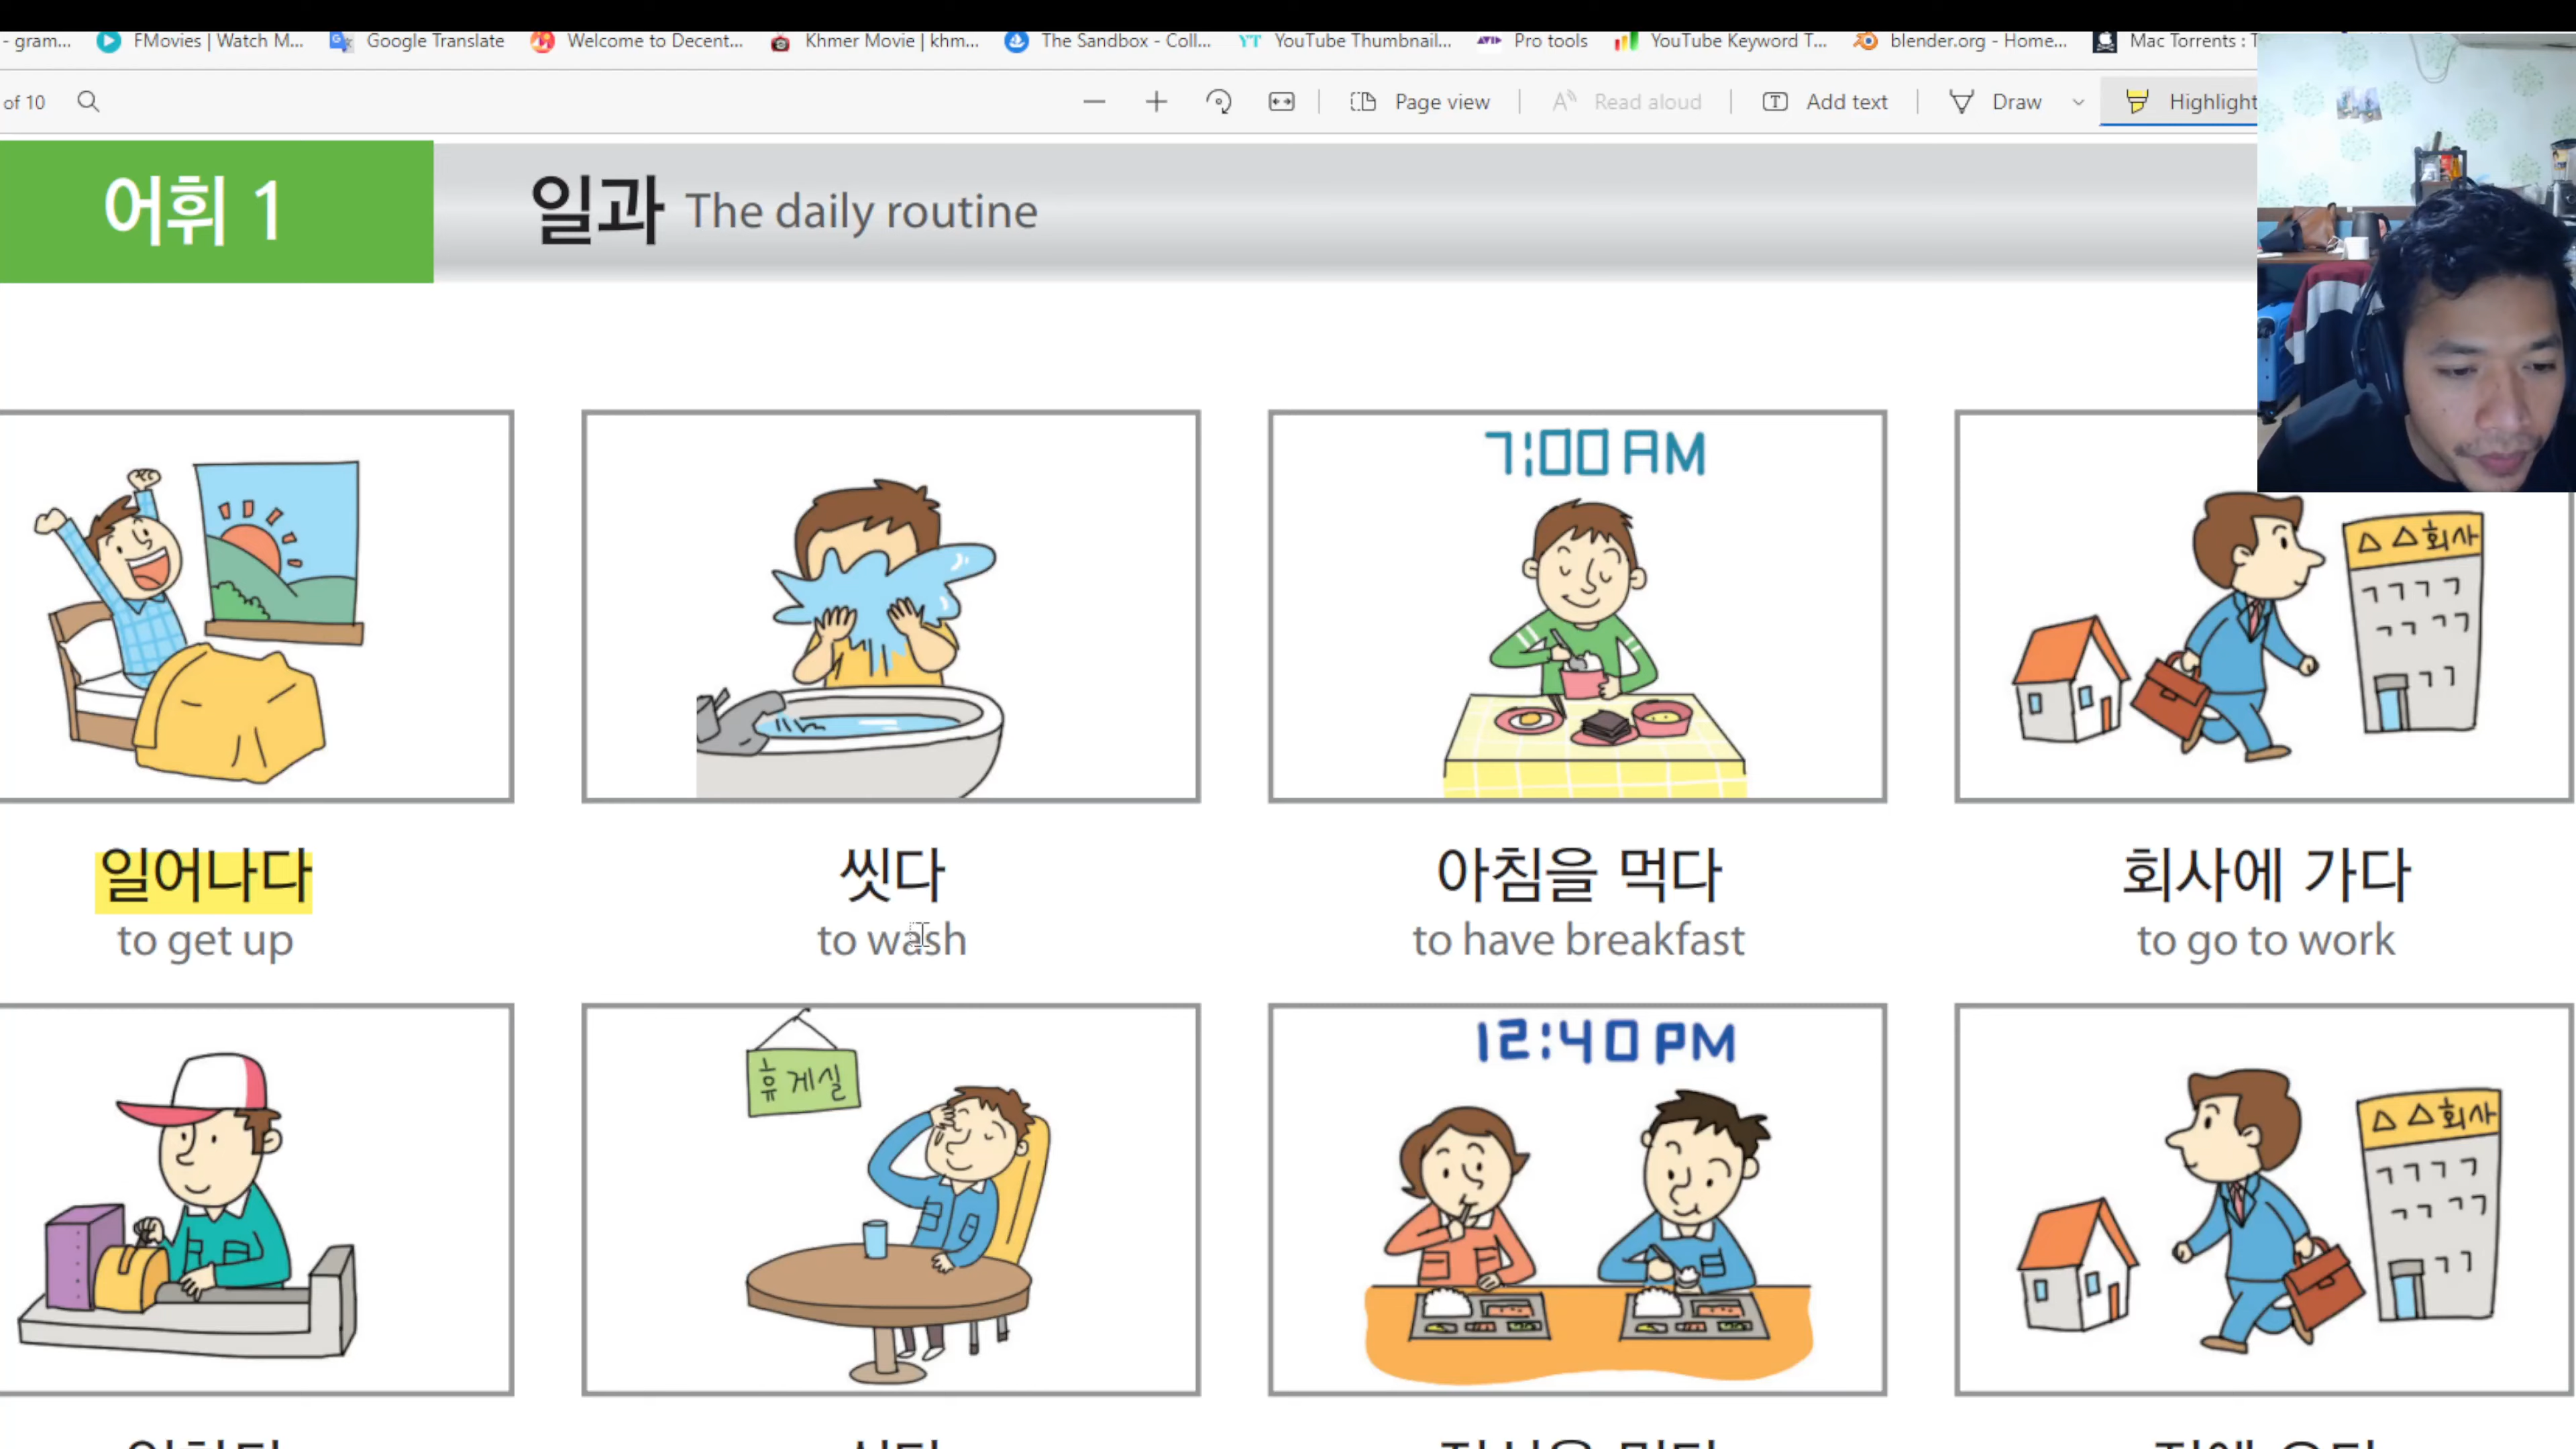 - gram...
FMovies | Watch M...
Google Translate
Welcome to Decent...
Khmer Movie | khm...
The Sandbox - Coll...
YT YouTube Thumbnail...
AVID Pro tools
YouTube Keyword T...
blender.org - Home...
Mac Torrents : T
of 10
Page view
Read aloud
Add text
Draw
Highlight
어휘 1
일과 The daily routine
7:00 AM
△△회사
일어나다
to get up
씻다
to wash
아침을 먹다
to have breakfast
회사에 가다
to go to work
휴게실
12:40 PM
△△회사